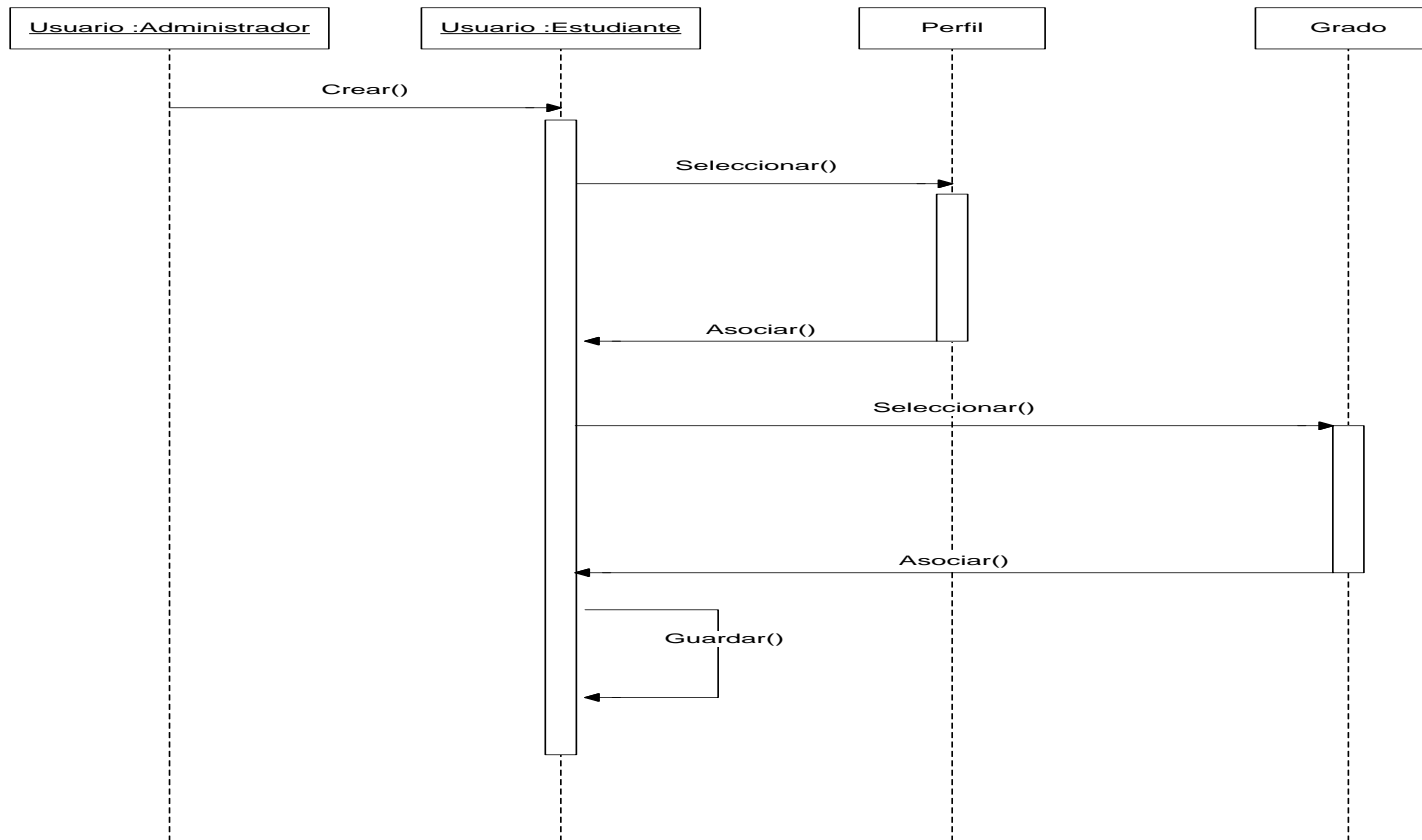 Usuario :Administrador
Usuario :Estudiante
Perfil
Grado
Crear()
Seleccionar()
Asociar()
Seleccionar()
Asociar()
Guardar()